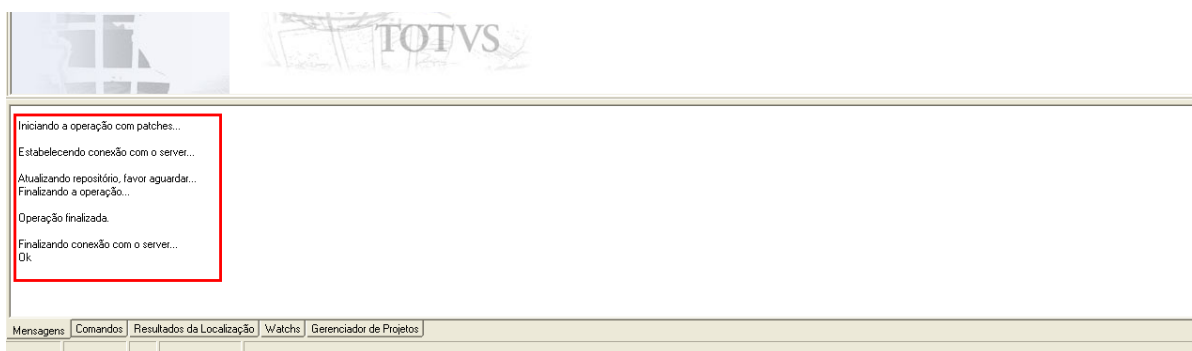 TOTVS
Iniciando a operação com patches...
Estabelecendo conexão com o server...
Atualizando repositório, favor aguardar...
Finalizando a operação...
Operação finalizada.
Finalizando conexão com o server...
Ok
Mensagens Comandos Resultados da Localização Watchs Gerenciador de Projetos